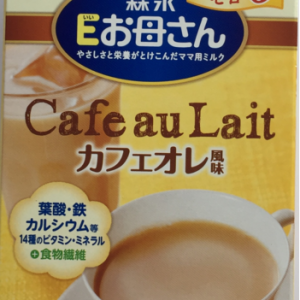 森永
Eお母さん
いい
やさしさと栄養がとけこんだママ用ミルク
Cafe au Lait
カフェオレ風味
葉酸・鉄
カルシウム等
14種のビタミン・ミネラル
+食物繊維